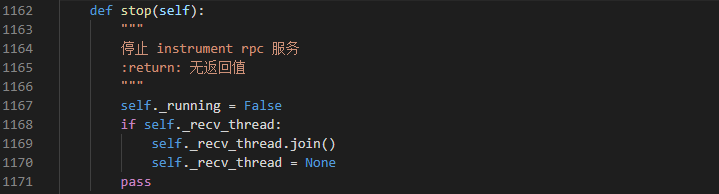 1162 def stop(self):
1163 """
1164 停止 instrument rpc 服务
1165 :return: 无返回值
1166 """
1167 self._running = False
1168 if self._recv_thread:
1169 self._recv_thread.join()
1170 self._recv_thread = None
1171 pass